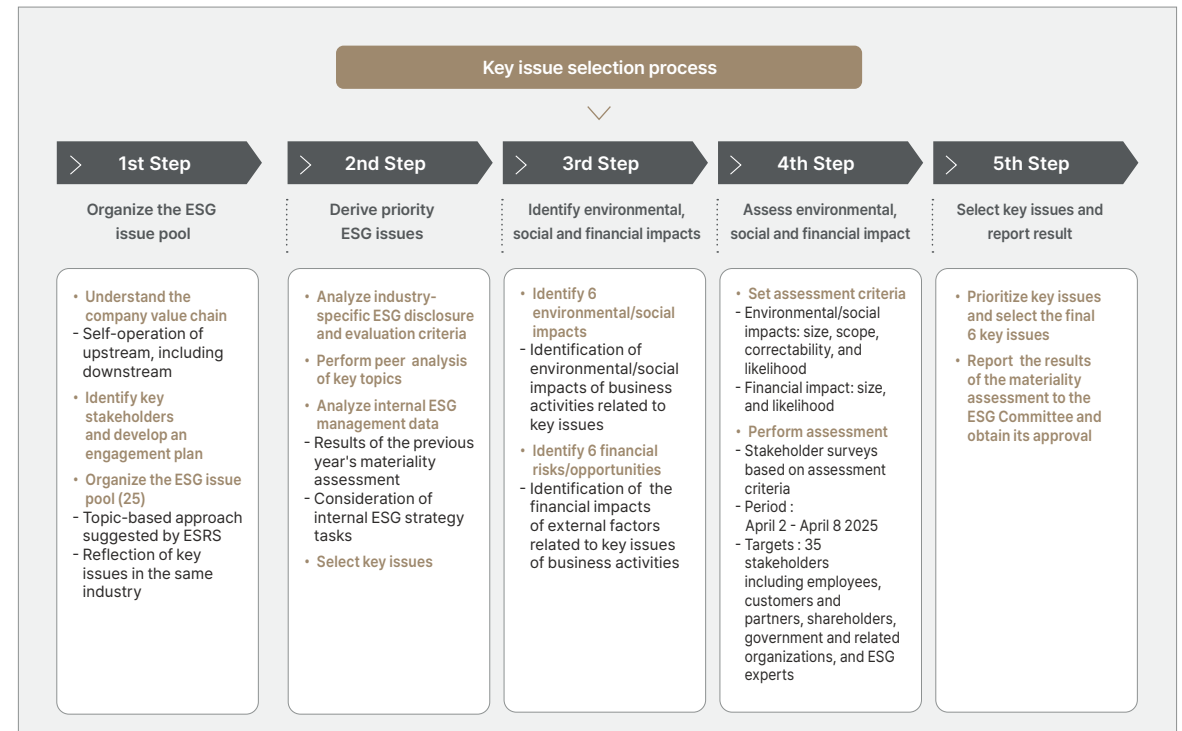 Key issue selection process
1st Step
Organize the ESG
issue pool
• Understand the
company value chain
- Self-operation of
upstream, including
downstream
• Identify key
stakeholders
and develop an
engagement plan
• Organize the ESG issue
pool (25)
- Topic-based approach
suggested by ESRS
- Reflection of key
issues in the same
industry
2nd Step
Derive priority
ESG issues
• Analyze industry-
specific ESG disclosure
and evaluation criteria
• Perform peer analysis
of key topics
• Analyze internal ESG
management data
- Results of the previous
year's materiality
assessment
- Consideration of
internal ESG strategy
tasks
• Select key issues
3rd Step
Identify environmental,
social and financial impacts
• Identify 6
environmental/social
impacts
- Identification of
environmental/social
impacts of business
activities related to
key issues
• Identify 6 financial
risks/opportunities
- Identification of the
financial impacts
of external factors
related to key issues
of business activities
4th Step
Assess environmental,
social and financial impact
• Set assessment criteria
- Environmental/social
impacts: size, scope,
correctability, and
likelihood
- Financial impact: size,
and likelihood
• Perform assessment
- Stakeholder surveys
based on assessment
criteria
- Period :
April 2 - April 8 2025
- Targets : 35
stakeholders
including employees,
customers and
partners, shareholders,
government and related
organizations, and ESG
experts
5th Step
Select key issues and
report result
• Prioritize key issues
and select the final
6 key issues
• Report the results
of the materiality
assessment to the
ESG Committee and
obtain its approval